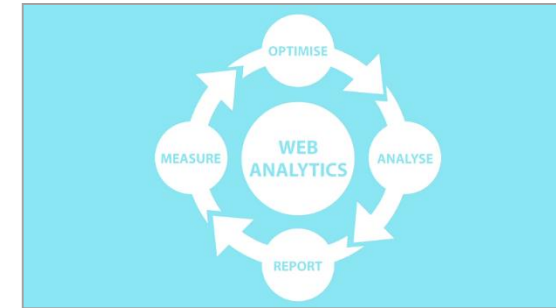 OPTIMISE
MEASURE
WEB
ANALYTICS
ANALYSE
REPORT